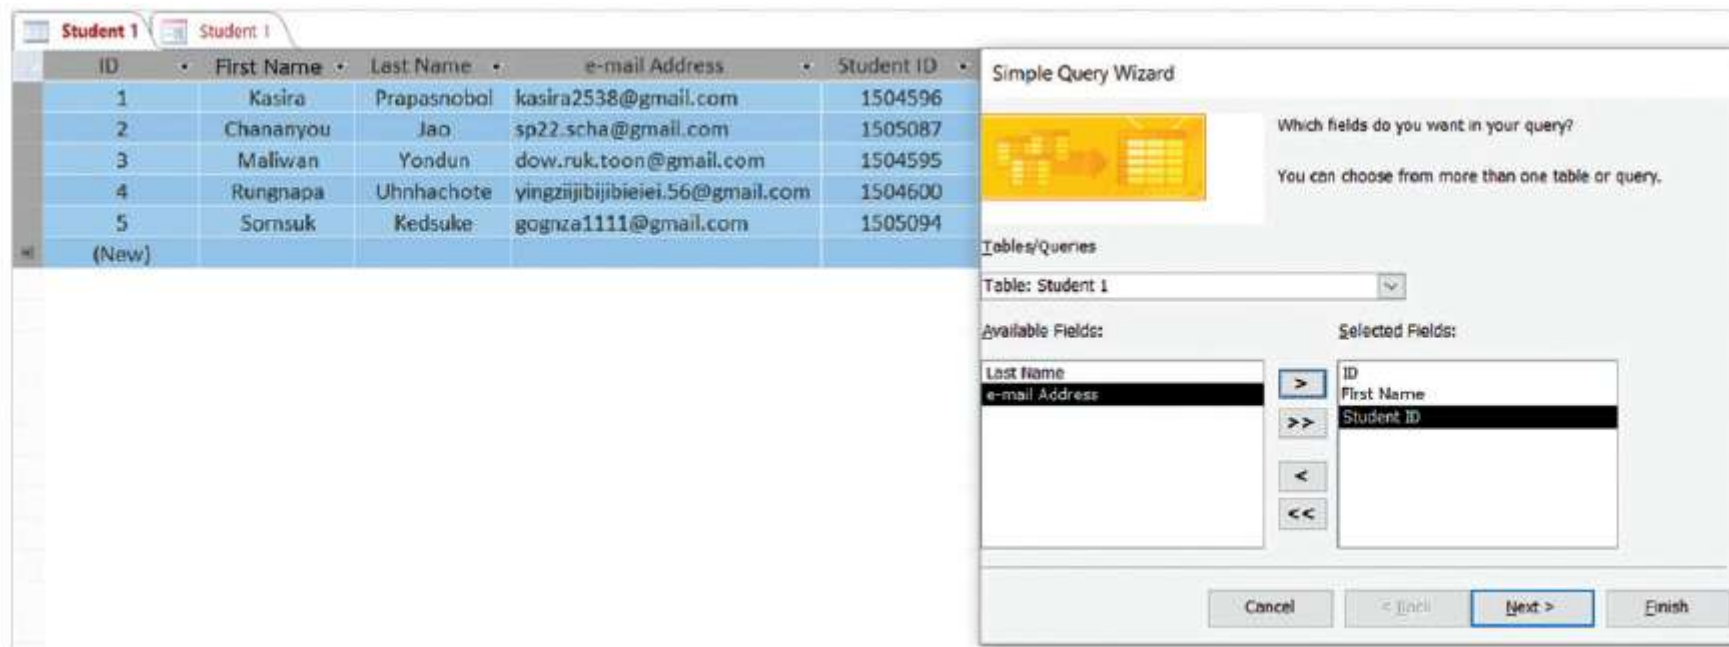 Student 1 Student 1
ID First Name Last Name e-mail Address Student ID
1 Kasira Prapasnobol kasira2538@gmail.com 1504596
2 Chananyou Jao sp22.scha@gmail.com 1505087
3 Maliwan Yondun dow.ruk.toon@gmail.com 1504595
4 Rungnapa Uhnhachote yingziijibijibieiei.56@gmail.com 1504600
5 Sornsuk Kedsuke gognza1111@gmail.com 1505094
(New)
Simple Query Wizard
Which fields do you want in your query?
You can choose from more than one table or query.
Tables/Queries
Table: Student 1
Available Fields:
Last Name
e-mail Address
>
>>
<
<<
Selected Fields:
ID
First Name
Student ID
Cancel < Back Next > Finish